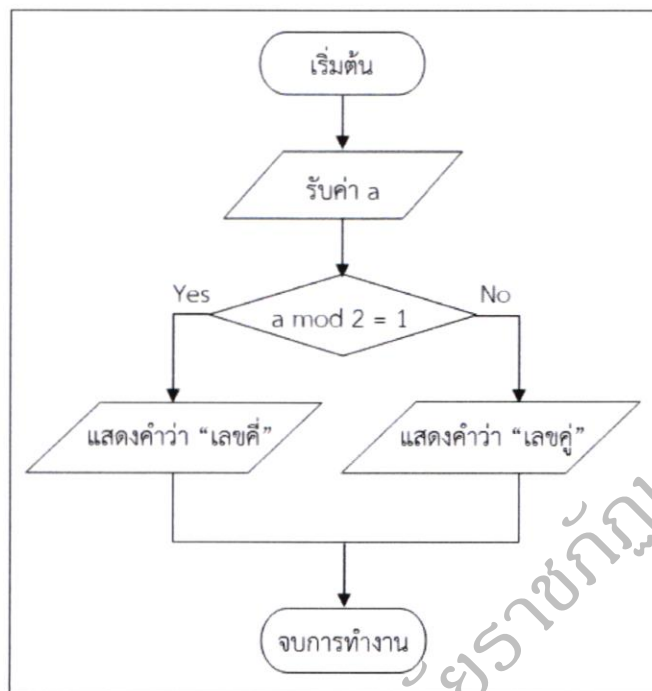 เริ่มต้น
รับค่า a
Yes
No
a mod 2 = 1
แสดงคำว่า “เลขคี่”
แสดงคำว่า “เลขคู่”
จบการทำงาน